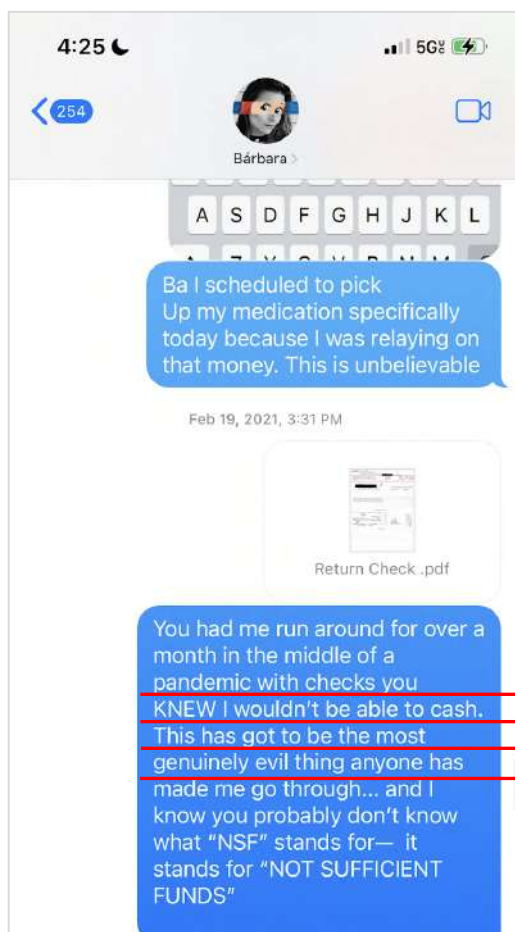 4:25
5G
254
Bárbara
A S D F G H J K L
Ba I scheduled to pick
Up my medication specifically
today because I was relaying on
that money. This is unbelievable
Feb 19, 2021, 3:31 PM
Return Check .pdf
You had me run around for over a
month in the middle of a
pandemic with checks you
KNEW I wouldn't be able to cash.
This has got to be the most
genuinely evil thing anyone has
made me go through... and I
know you probably don't know
what "NSF" stands for— it
stands for "NOT SUFFICIENT
FUNDS"